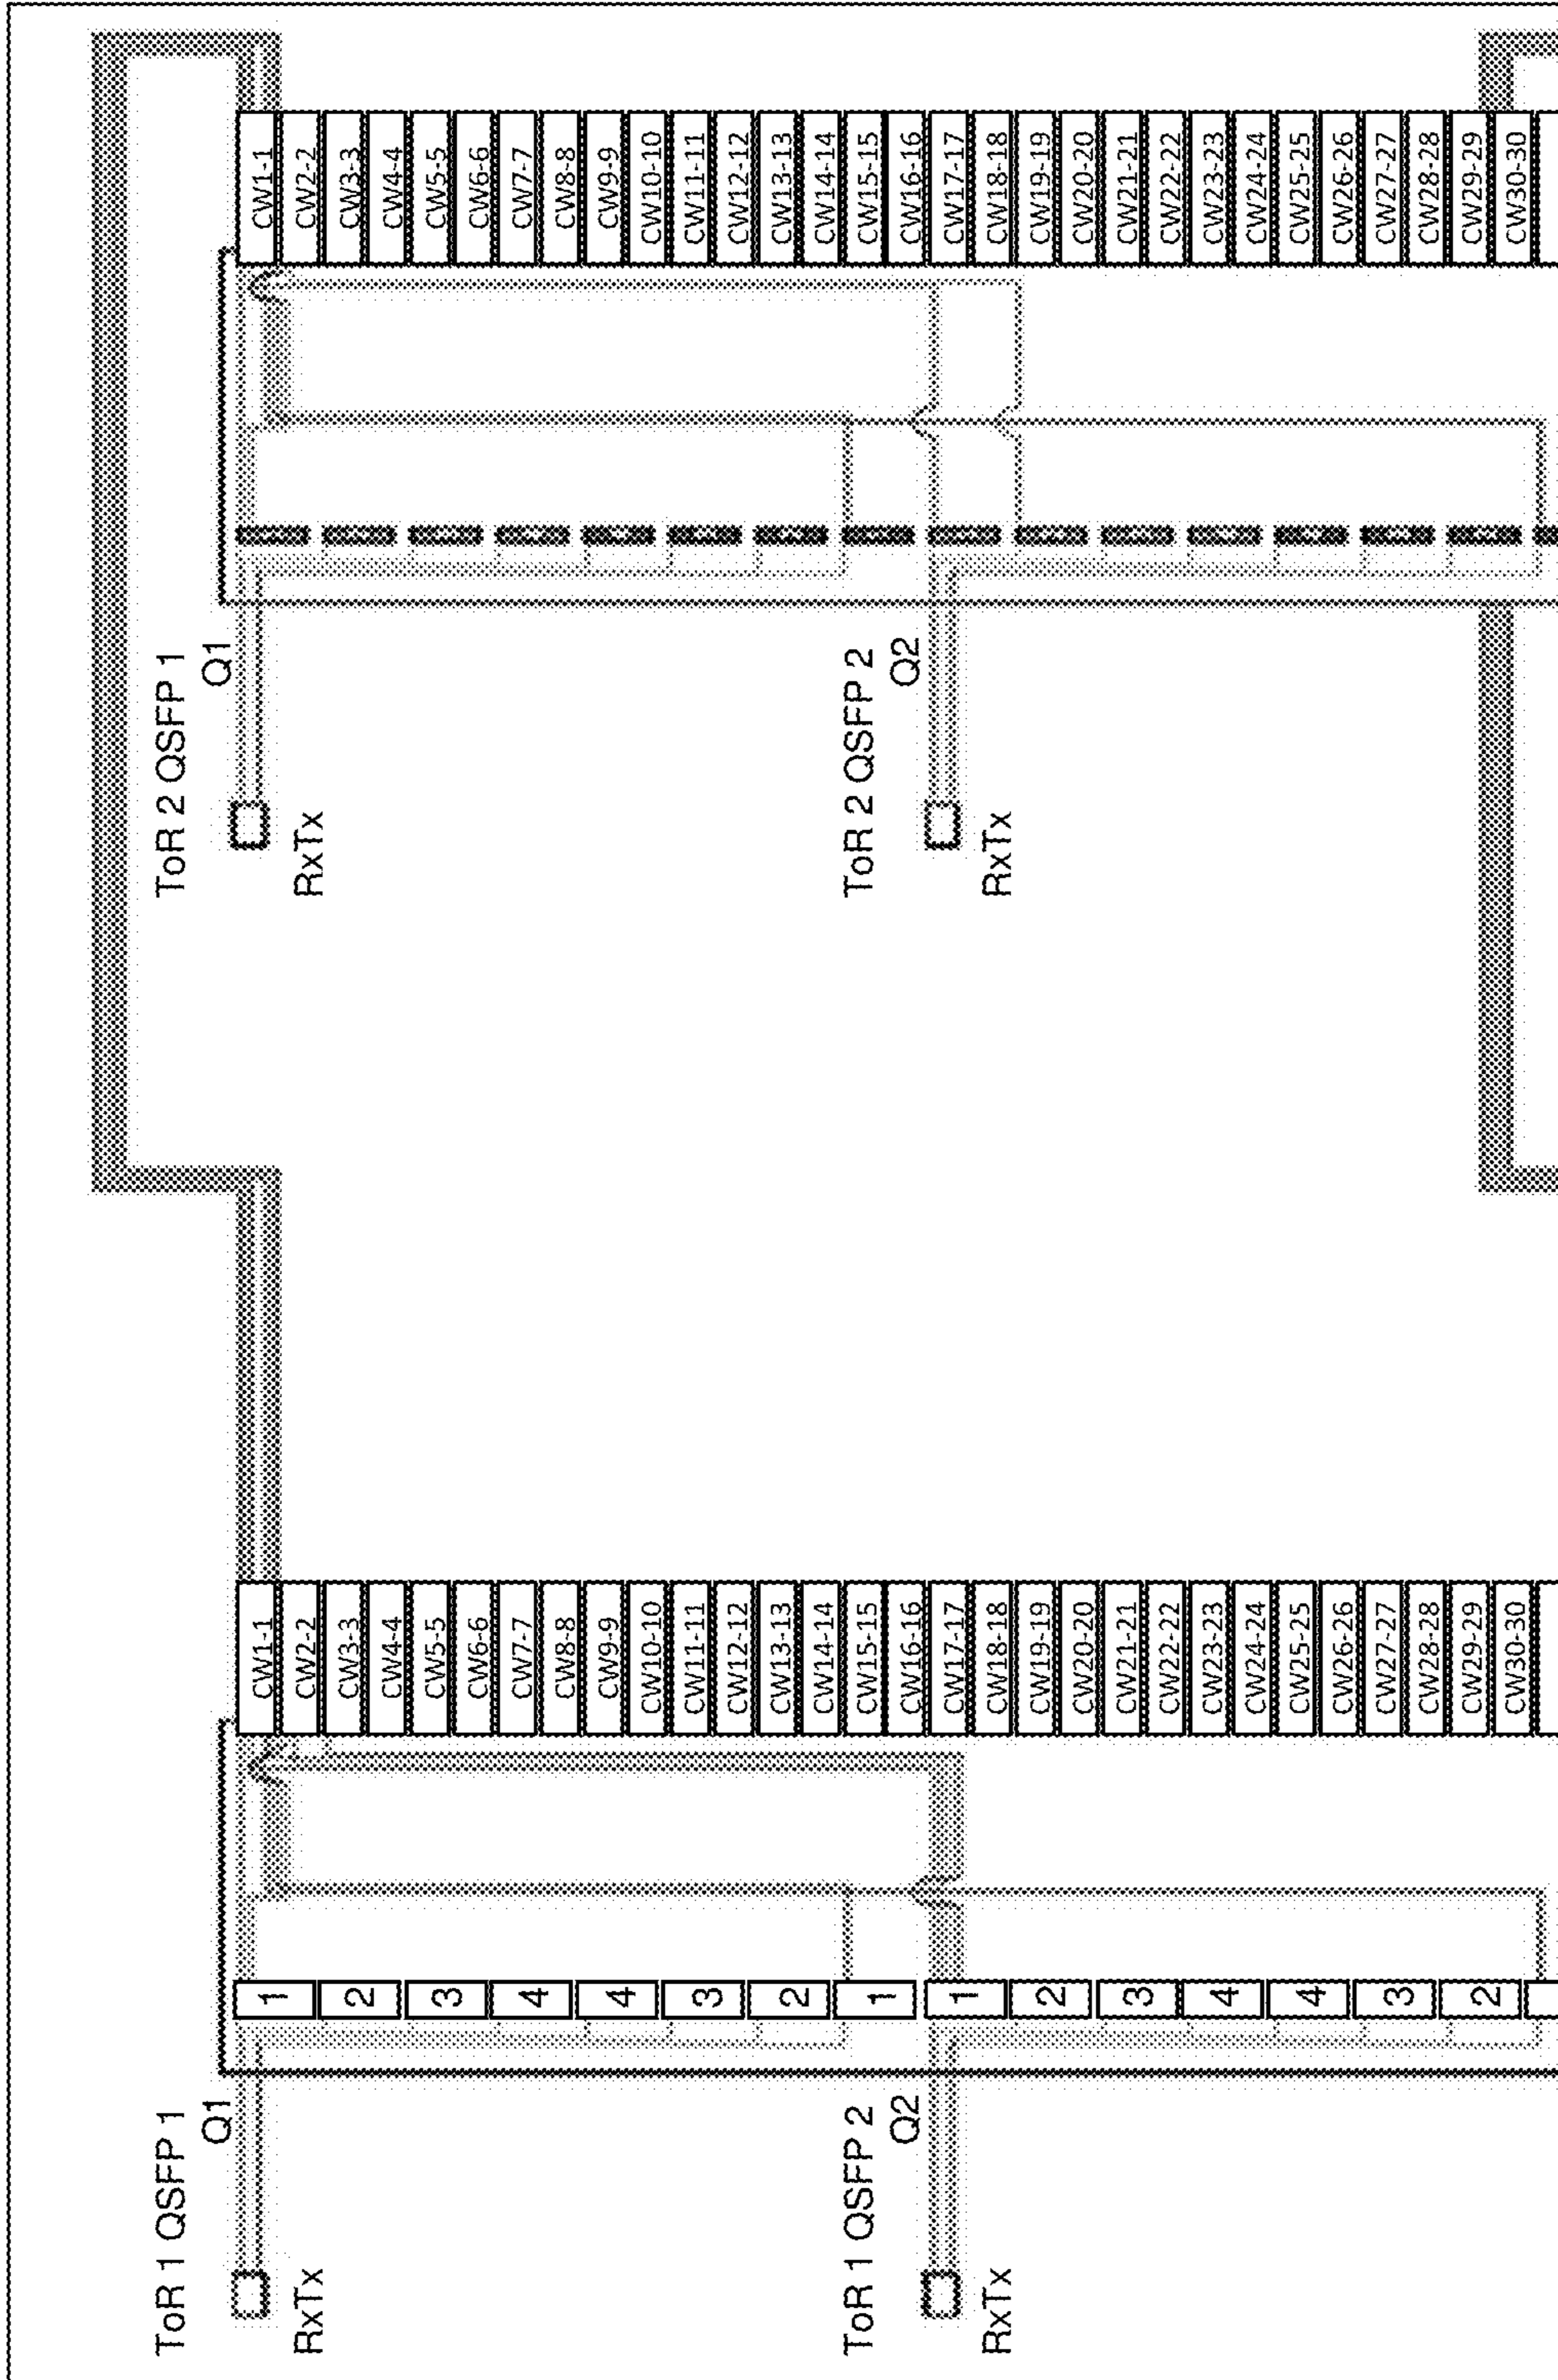 ToR 1 QSFP 1
Q1
RxTx
1
2
3
4
4
3
2
1
ToR 1 QSFP 2
Q2
RxTx
1
2
3
4
4
3
2
CW1-1
CW2-2
CW3-3
CW4-4
CW5-5
CW6-6
CW7-7
CW8-8
CW9-9
CW10-10
CW11-11
CW12-12
CW13-13
CW14-14
CW15-15
CW16-16
CW17-17
CW18-18
CW19-19
CW20-20
CW21-21
CW22-22
CW23-23
CW24-24
CW25-25
CW26-26
CW27-27
CW28-28
CW29-29
CW30-30
ToR 2 QSFP 1
Q1
RxTx
ToR 2 QSFP 2
Q2
RxTx
CW1-1
CW2-2
CW3-3
CW4-4
CW5-5
CW6-6
CW7-7
CW8-8
CW9-9
CW10-10
CW11-11
CW12-12
CW13-13
CW14-14
CW15-15
CW16-16
CW17-17
CW18-18
CW19-19
CW20-20
CW21-21
CW22-22
CW23-23
CW24-24
CW25-25
CW26-26
CW27-27
CW28-28
CW29-29
CW30-30